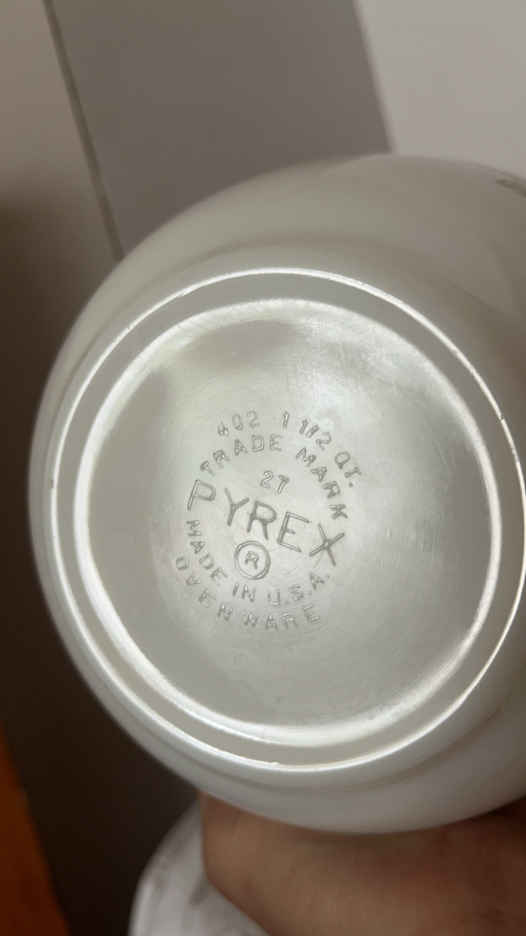 402 1 1/2 QT.
TRADE MARK
27
PYREX
®
MADE IN U.S.A.
OVENWARE